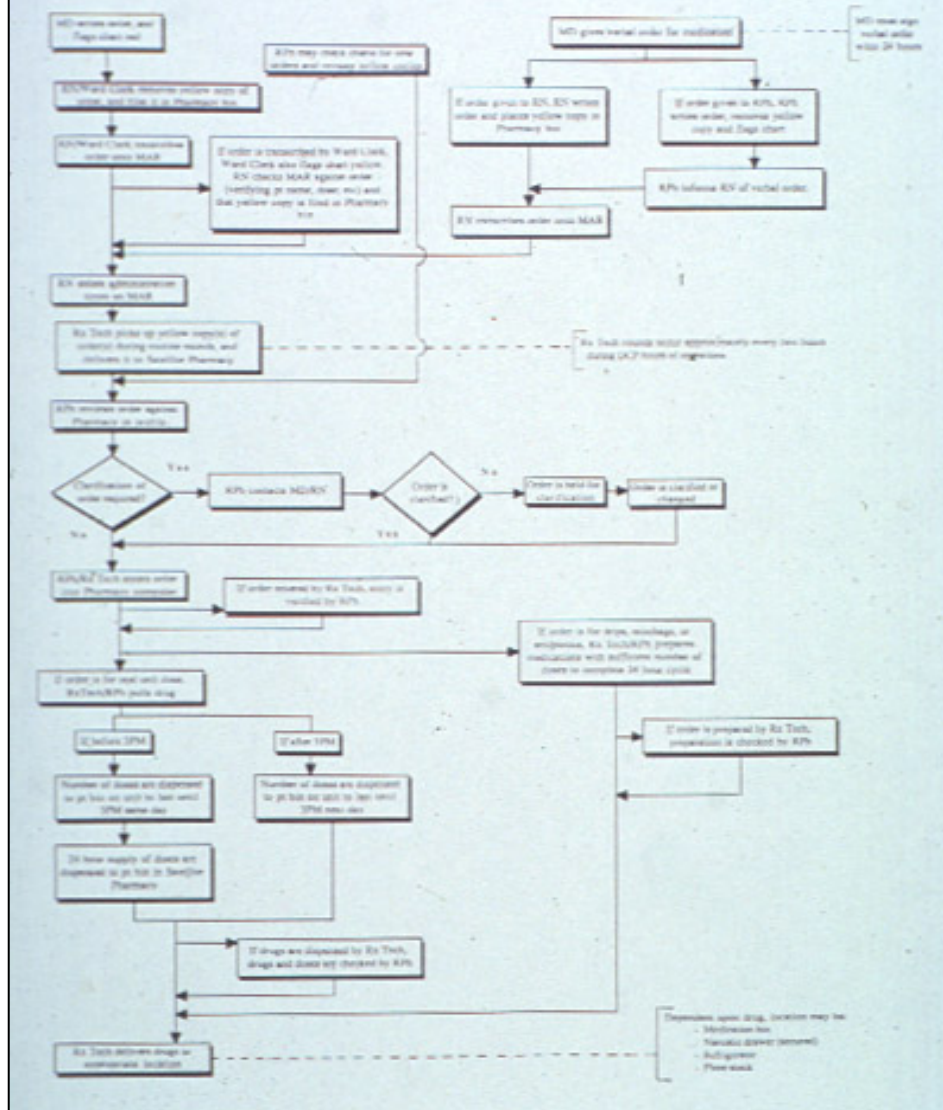 MD writes order, and
flags chart red
RPh may check charts for new
orders and
RN/Ward Clerk removes yellow copy of
order, and files it in Pharmacy box
RN/Ward Clerk transcribes
order onto MAR
If order is transcribed by Ward Clerk,
Ward Clerk also flags chart yellow.
RN checks MAR against order
(verifying pt name, dose, etc) and
that yellow copy is filed in Pharmacy
box
MD gives verbal order for medication
MD must sign
verbal order
within 24 hours
If order given to RN, RN writes
order and places yellow copy in
Pharmacy box
If order given to RPh, RPh
writes order, removes yellow
copy and flags chart
RPh informs RN of verbal order.
RN transcribes order onto MAR
RN administration
times on MAR
Rx Tech picks up yellow copy(s) of
order(s) during routine rounds, and
delivers it to Satellite Pharmacy
Rx Tech rounds occur approximately every two hours
during hours of operation
RPh reviews order against
Pharmacy pt profile
Clarification of
order required?
Yes
No
RPh contacts MD/RN
Order is
clarified?
No
Yes
Order is held for
clarification
Order is clarified or
changed
RPh/Rx Tech enters order
into Pharmacy computer
If order entered by Rx Tech, entry is
verified by RPh
If order is for drips, minibags, or
Rx Tech/RPh prepares
medications with sufficient number of
doses to complete 24 hour cycle
If order is for oral unit dose,
Rx Tech/RPh pulls drug
If before 3PM
If after 3PM
Number of doses are dispensed
to pt bin on unit to last until
3PM same day
Number of doses are dispensed
to pt bin on unit to last until
3PM next day
24 hour supply of doses are
dispensed to pt bin in Satellite
Pharmacy
If order is prepared by Rx Tech,
preparation is checked by RPh
If drugs are dispensed by Rx Tech,
drugs and doses are checked by RPh
Rx Tech delivers drugs to
location
Dependent upon drug, location may be:
- Medication bin
- Narcotic drawer (secured)
- Refrigerator
- Floor stock